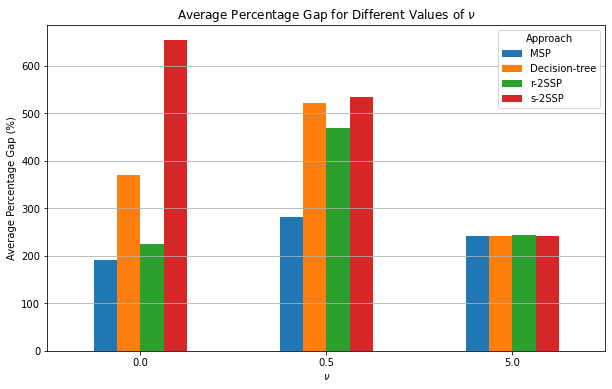 Average Percentage Gap for Different Values of ν
Approach
MSP
Decision-tree
r-2SSP
s-2SSP
Average Percentage Gap (%)
600
500
400
300
200
100
0
0.0
0.5
5.0
ν